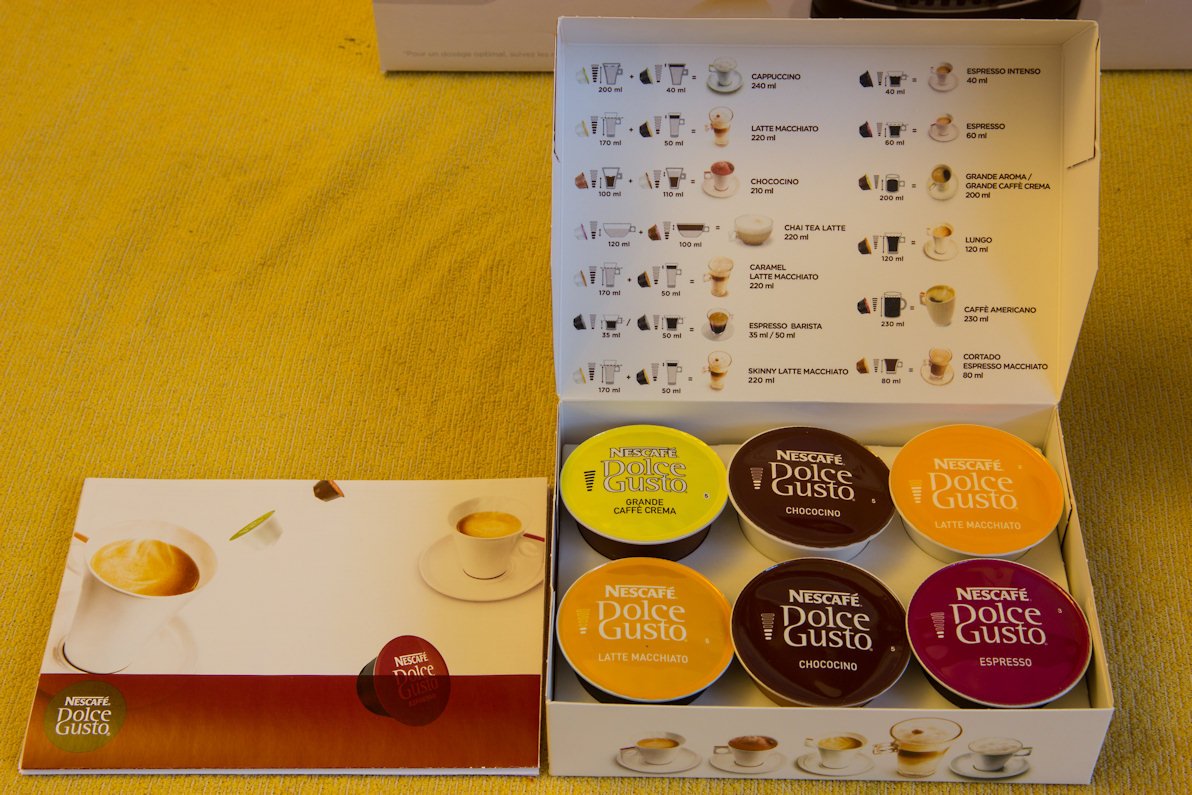 *Pour un dosage optimal, suivez les
200 ml + 40 ml =
CAPPUCCINO
240 ml
170 ml + 50 ml =
LATTE MACCHIATO
220 ml
100 ml + 110 ml =
CHOCOCINO
210 ml
120 ml + 100 ml =
CHAI TEA LATTE
220 ml
170 ml + 50 ml =
CARAMEL
LATTE MACCHIATO
220 ml
35 ml / 50 ml =
ESPRESSO BARISTA
35 ml / 50 ml
170 ml + 50 ml =
SKINNY LATTE MACCHIATO
220 ml
40 ml =
ESPRESSO INTENSO
40 ml
60 ml =
ESPRESSO
60 ml
200 ml =
GRANDE AROMA /
GRANDE CAFFÈ CREMA
200 ml
120 ml =
LUNGO
120 ml
230 ml =
CAFFÈ AMERICANO
230 ml
80 ml =
CORTADO
ESPRESSO MACCHIATO
80 ml
NESCAFÉ
Dolce
Gusto
GRANDE
CAFFÈ CREMA
5
NESCAFÉ
Dolce
Gusto
CHOCOCINO
5
NESCAFÉ
Dolce
Gusto
LATTE MACCHIATO
NESCAFÉ
Dolce
Gusto
LATTE MACCHIATO
NESCAFÉ
Dolce
Gusto
CHOCOCINO
5
NESCAFÉ
Dolce
Gusto
ESPRESSO
3
NESCAFÉ
Dolce
Gusto
NESCAFÉ
Dolce
Gusto